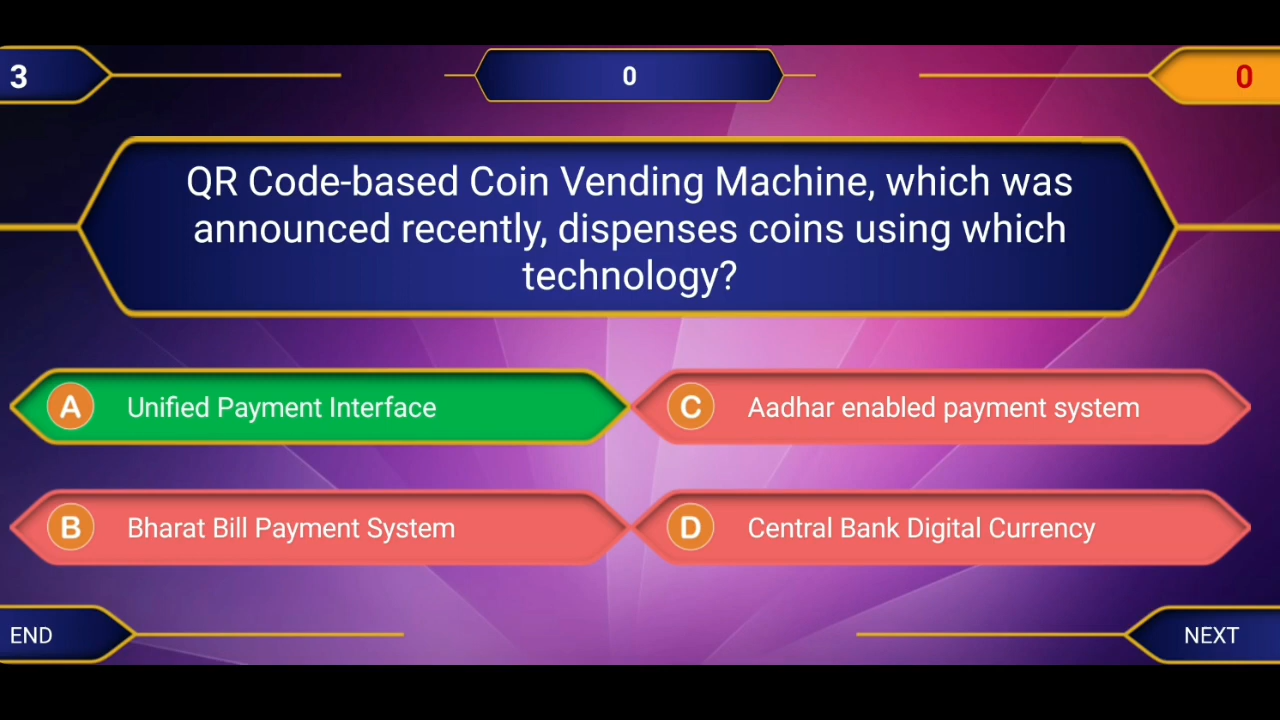 3
0
0
QR Code-based Coin Vending Machine, which was
announced recently, dispenses coins using which
technology?
A Unified Payment Interface
C Aadhar enabled payment system
B Bharat Bill Payment System
D Central Bank Digital Currency
END
NEXT